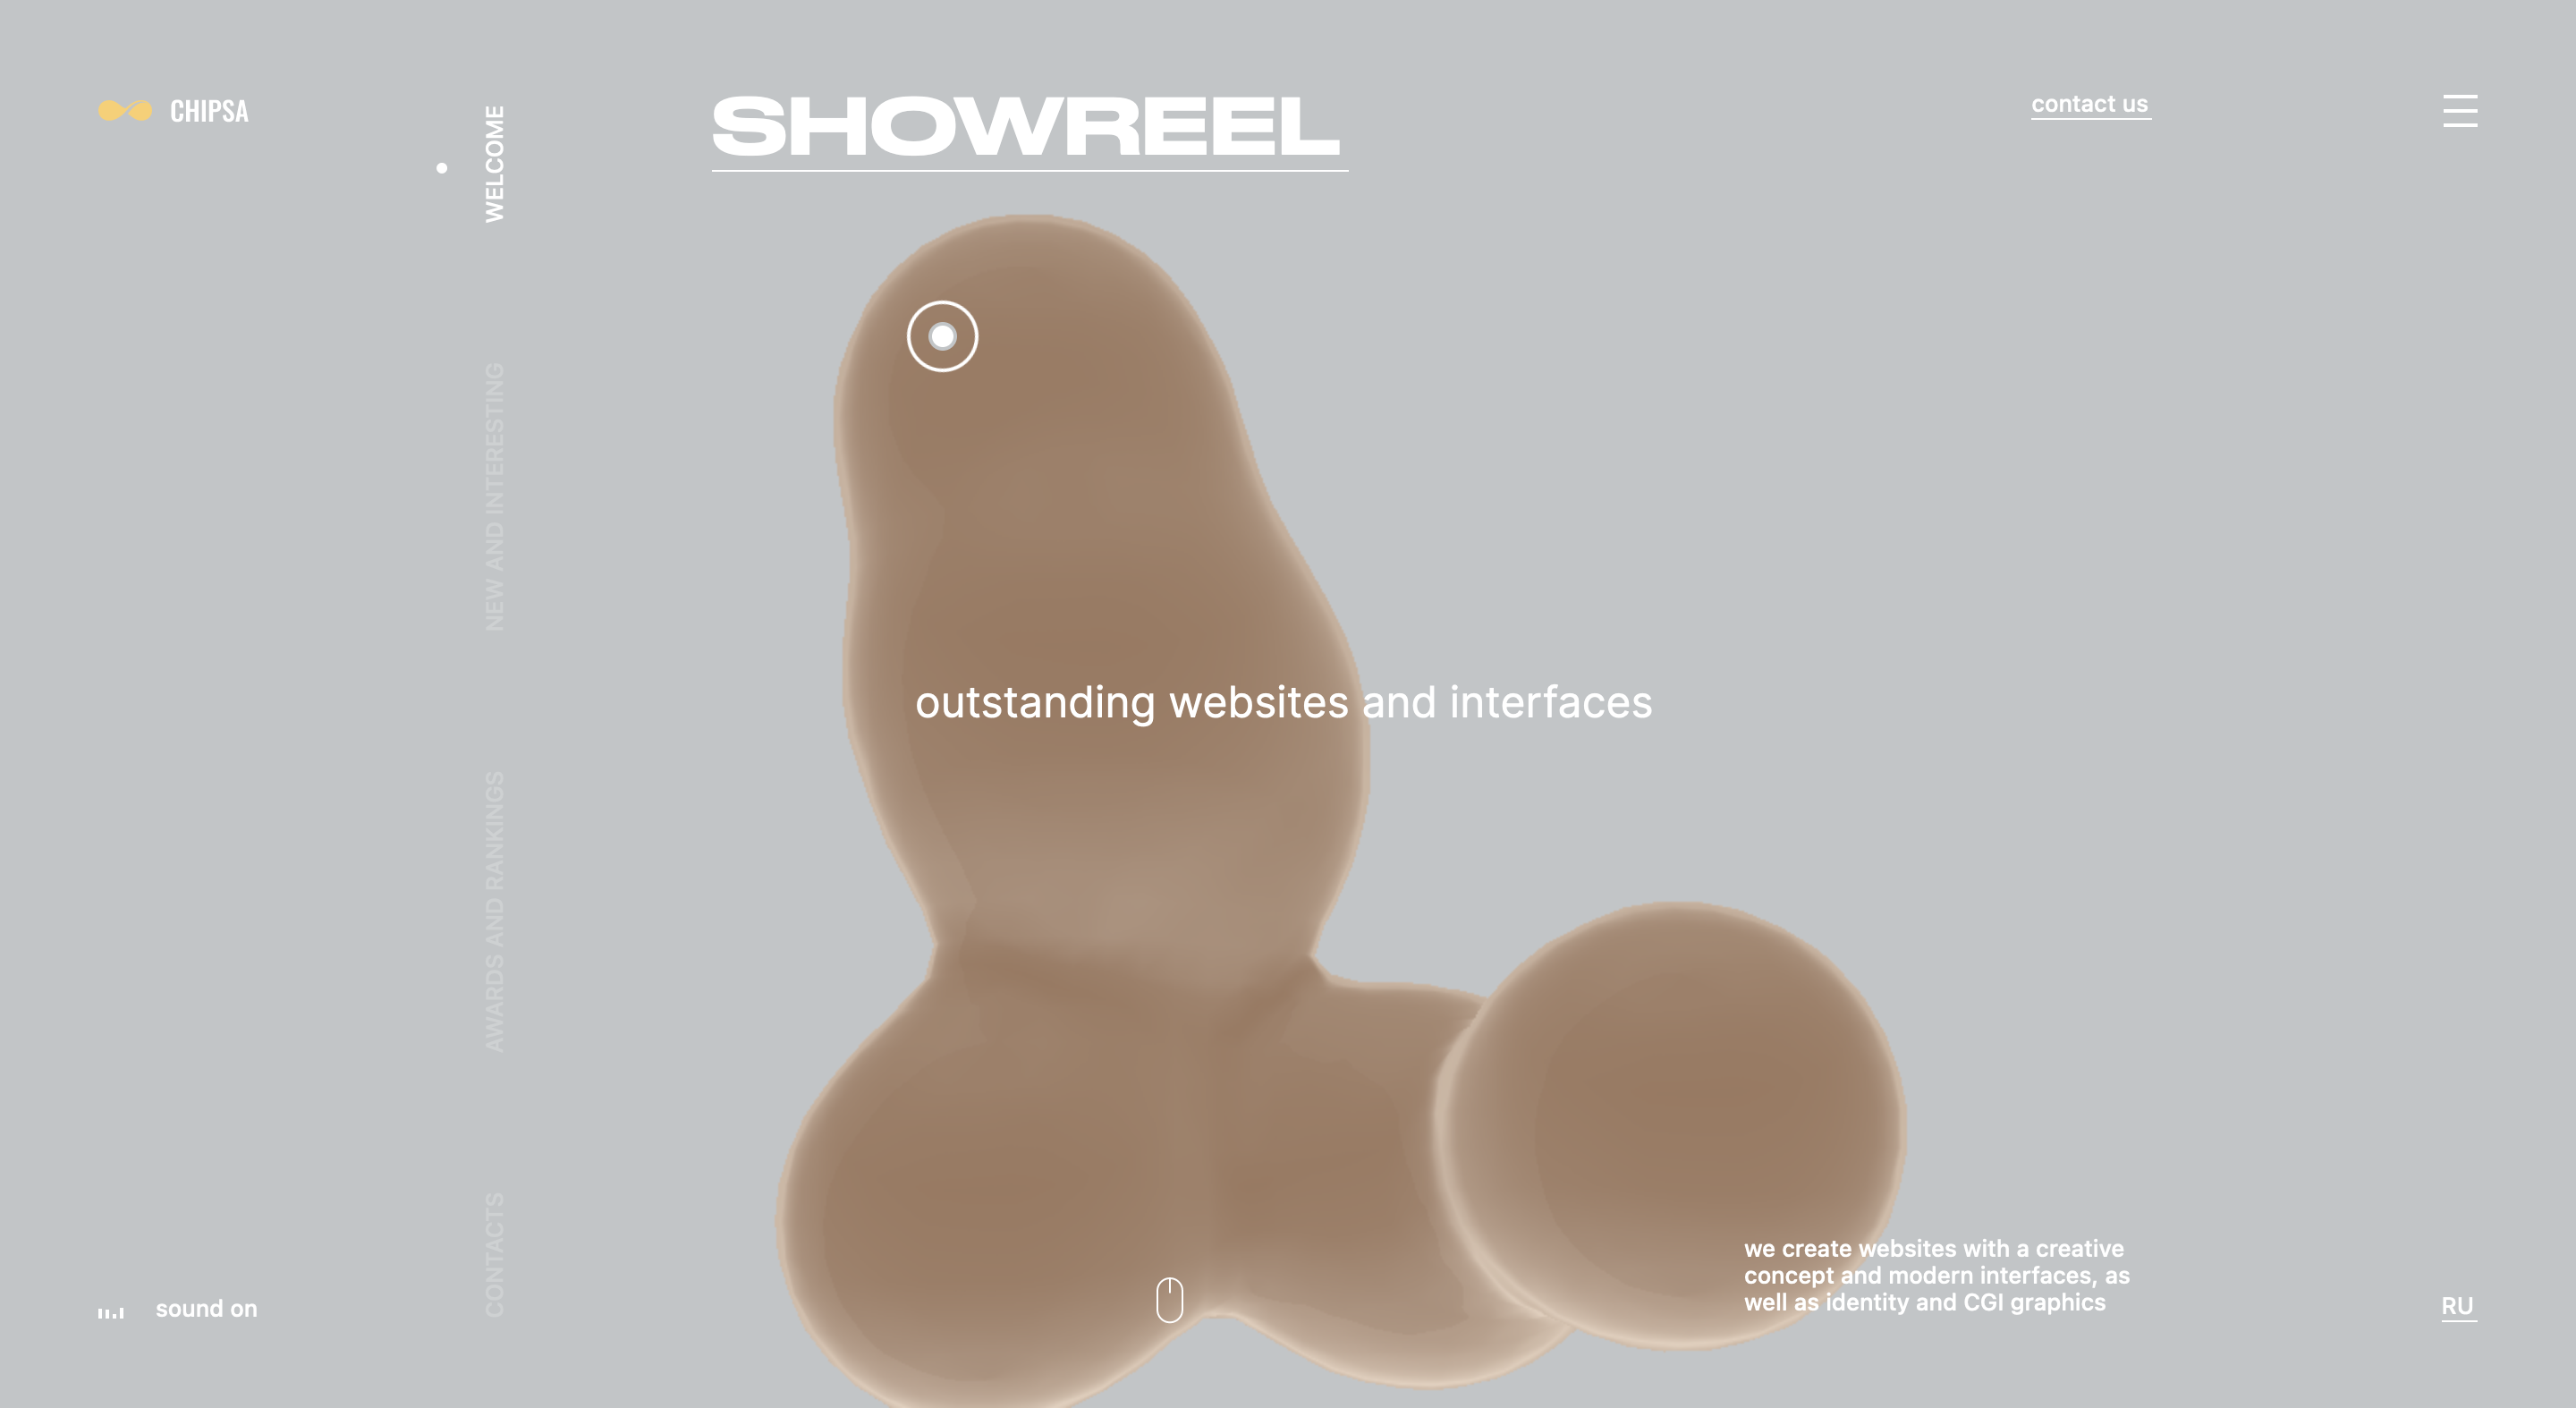 CHIPSA
WELCOME
NEW AND INTERESTING
AWARDS AND RANKINGS
CONTACTS
SHOWREEL
contact us
outstanding websites and interfaces
we create websites with a creative
concept and modern interfaces, as
well as identity and CGI graphics
sound on
RU